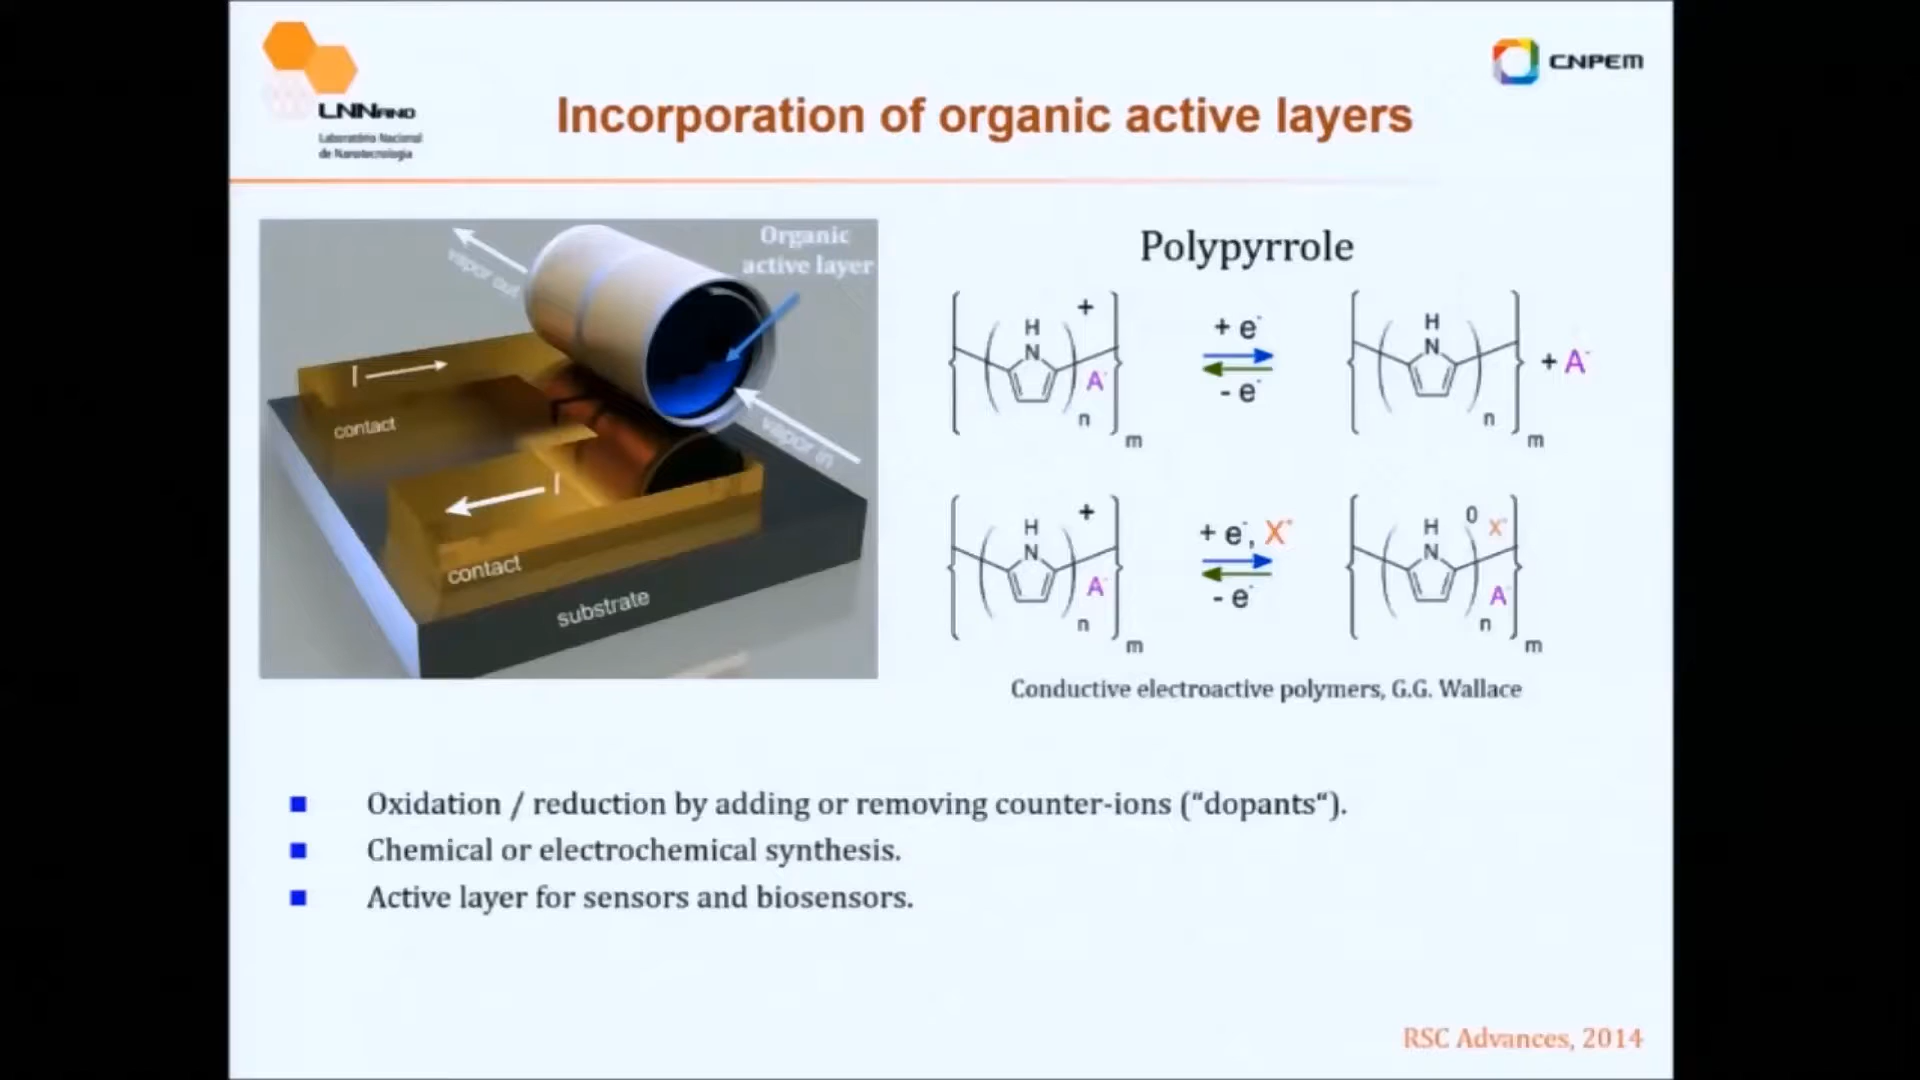 LNNANO
Laboratório Nacional
de Nanotecnologia
CNPEM
Incorporation of organic active layers
Organic
active layer
vapor out
vapor in
I
contact
I
contact
substrate
Polypyrrole
H
N
+
A-
n
m
+ e-
- e-
H
N
n
m
+ A-
H
N
+
A-
n
m
+ e-, X+
- e-
H
N
0
X+
A-
n
m
Conductive electroactive polymers, G.G. Wallace
Oxidation / reduction by adding or removing counter-ions (“dopants“).
Chemical or electrochemical synthesis.
Active layer for sensors and biosensors.
RSC Advances, 2014